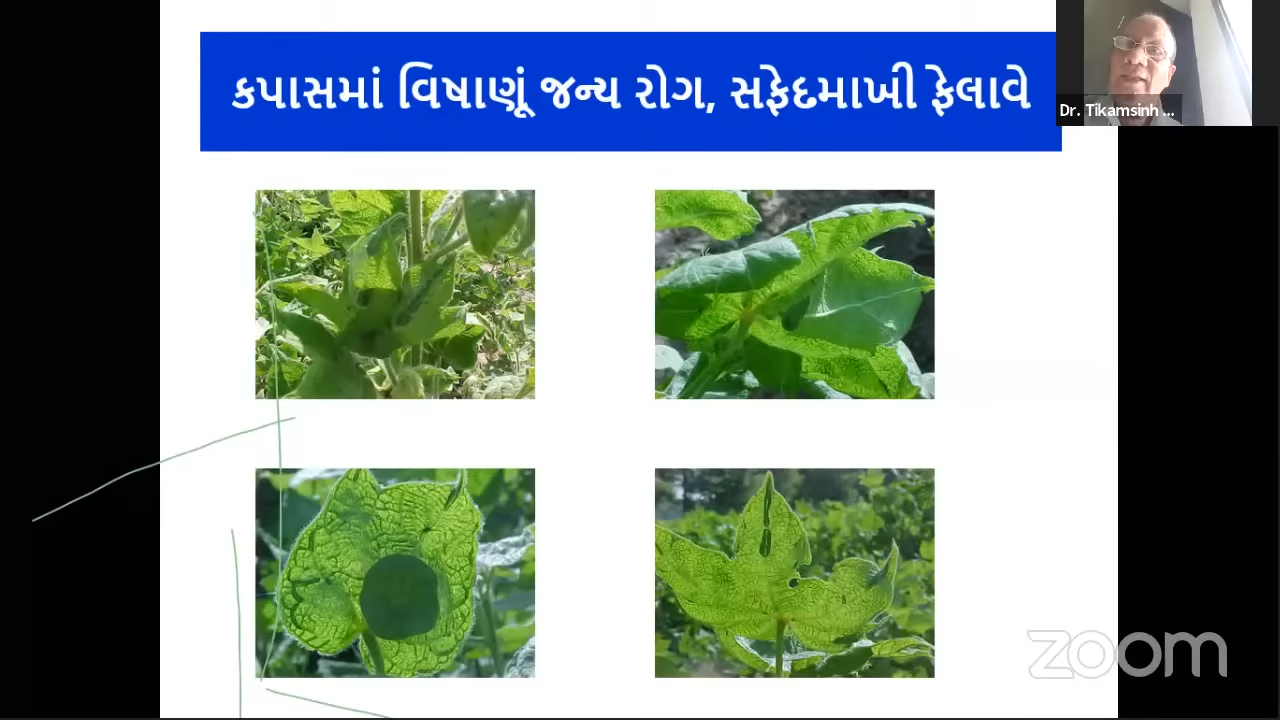 કપાસમાં વિષાણૂં જન્ય રોગ, સફેદમાખી ફેલાવે
Dr. Tikamsinh ...
zoom